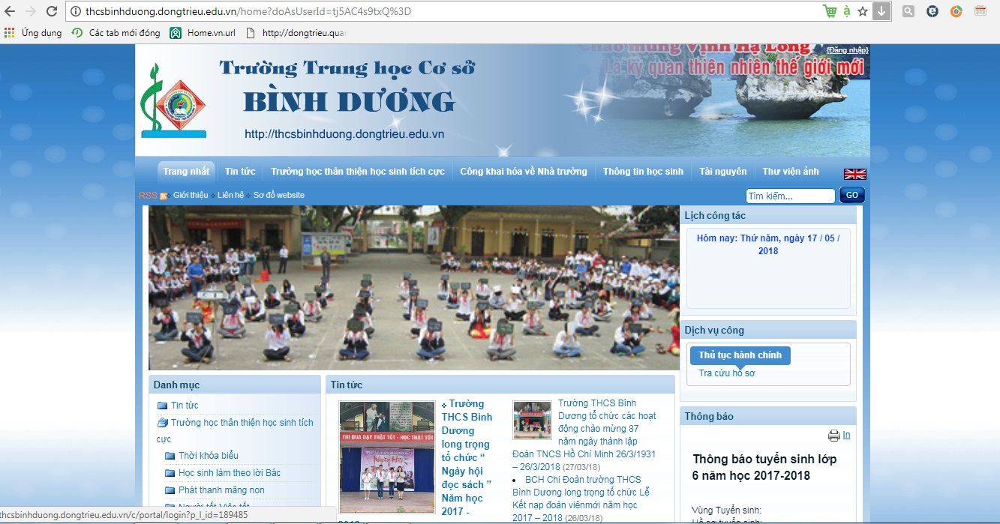 thcsbinhduong.dongtrieu.edu.vn/home?doAsUserId=tj5AC4s9txQ%3D
Ứng dụng Các tab mới đóng Home.vn.url http://dongtrieu.quan
Chào mừng Vịnh Hạ Long
{Đăng nhập}
Là kỳ quan thiên nhiên thế giới mới
Trường Trung học Cơ sở
BÌNH DƯƠNG
http://thcsbinhduong.dongtrieu.edu.vn
Trang nhất Tin tức Trường học thân thiện học sinh tích cực Công khai hóa về Nhà trường Thông tin học sinh Tài nguyên Thư viện ảnh
RSS Giới thiệu Liên hệ Sơ đồ website
Tìm kiếm... GO
Lịch công tác
Hôm nay: Thứ năm, ngày 17 / 05 /
2018
Dịch vụ công
Thủ tục hành chính
Tra cứu hồ sơ
Thông báo
In
Thông báo tuyển sinh lớp
6 năm học 2017-2018
Vùng Tuyển sinh:
Hồ sơ tuyển sinh:
Danh mục
Tin tức
Trường học thân thiện học sinh tích
cực
Thời khóa biểu
Học sinh làm theo lời Bác
Phát thanh măng non
Người tốt Việc tốt
Tin tức
THI ĐUA DẠY THẬT TỐT - HỌC THẬT TỐT
Trường
THCS Bình
Dương
long trọng
tổ chức “
Ngày hội
đọc sách ”
Năm học
2017 -
Trường THCS Bình
Dương tổ chức các hoạt
động chào mừng 87
năm ngày thành lập
Đoàn TNCS Hồ Chí Minh 26/3/1931
– 26/3/2018 (27/03/18)
BCH Chi Đoàn trường THCS
Bình Dương long trọng tổ chức Lễ
Kết nạp đoàn viênmới năm học
2017 – 2018 (26/03/18)
thcsbinhduong.dongtrieu.edu.vn/c/portal/login?p_l_id=189485